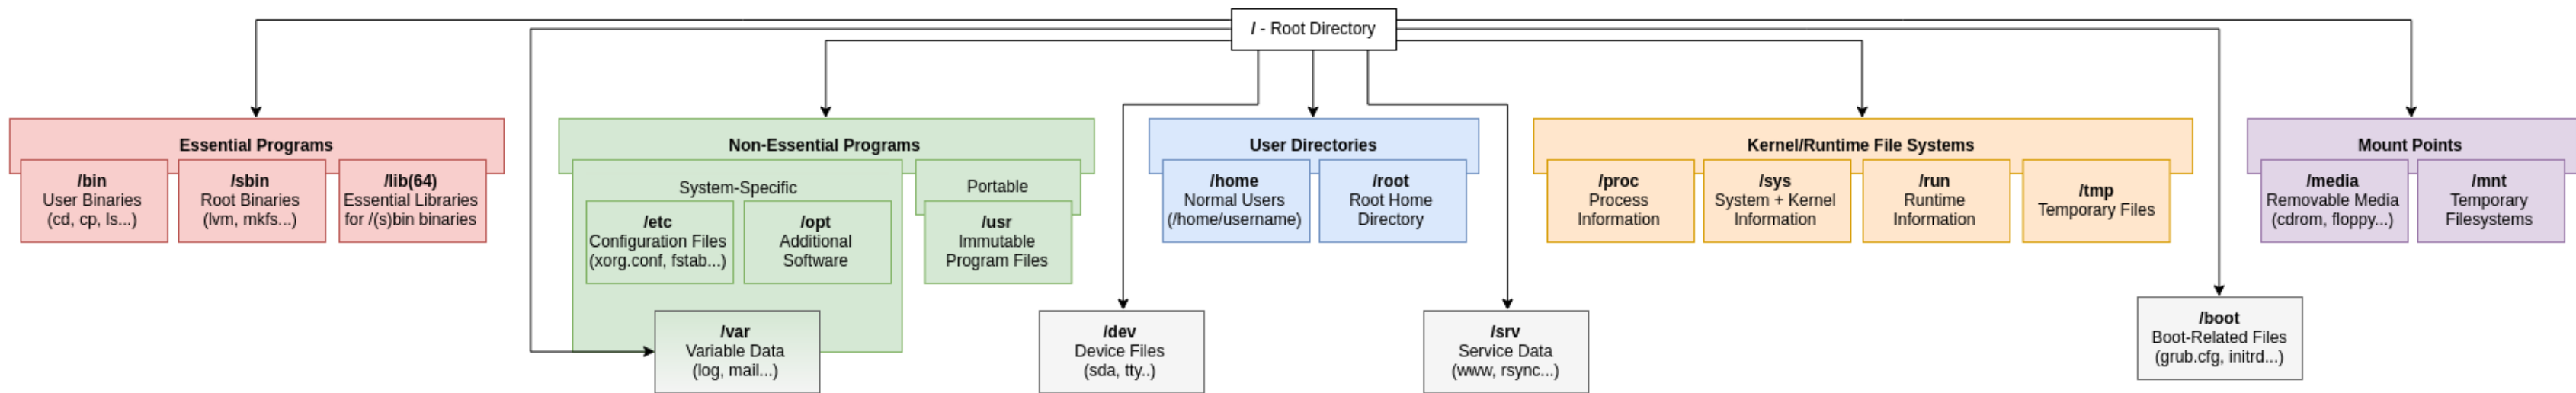 / - Root Directory
Essential Programs
/bin
User Binaries
(cd, cp, ls...)
/sbin
Root Binaries
(lvm, mkfs...)
/lib(64)
Essential Libraries
for /(s)bin binaries
Non-Essential Programs
System-Specific
/etc
Configuration Files
(xorg.conf, fstab...)
/opt
Additional
Software
Portable
/usr
Immutable
Program Files
/var
Variable Data
(log, mail...)
/dev
Device Files
(sda, tty..)
User Directories
/home
Normal Users
(/home/username)
/root
Root Home
Directory
/srv
Service Data
(www, rsync...)
Kernel/Runtime File Systems
/proc
Process
Information
/sys
System + Kernel
Information
/run
Runtime
Information
/tmp
Temporary Files
/boot
Boot-Related Files
(grub.cfg, initrd...)
Mount Points
/media
Removable Media
(cdrom, floppy...)
/mnt
Temporary
Filesystems